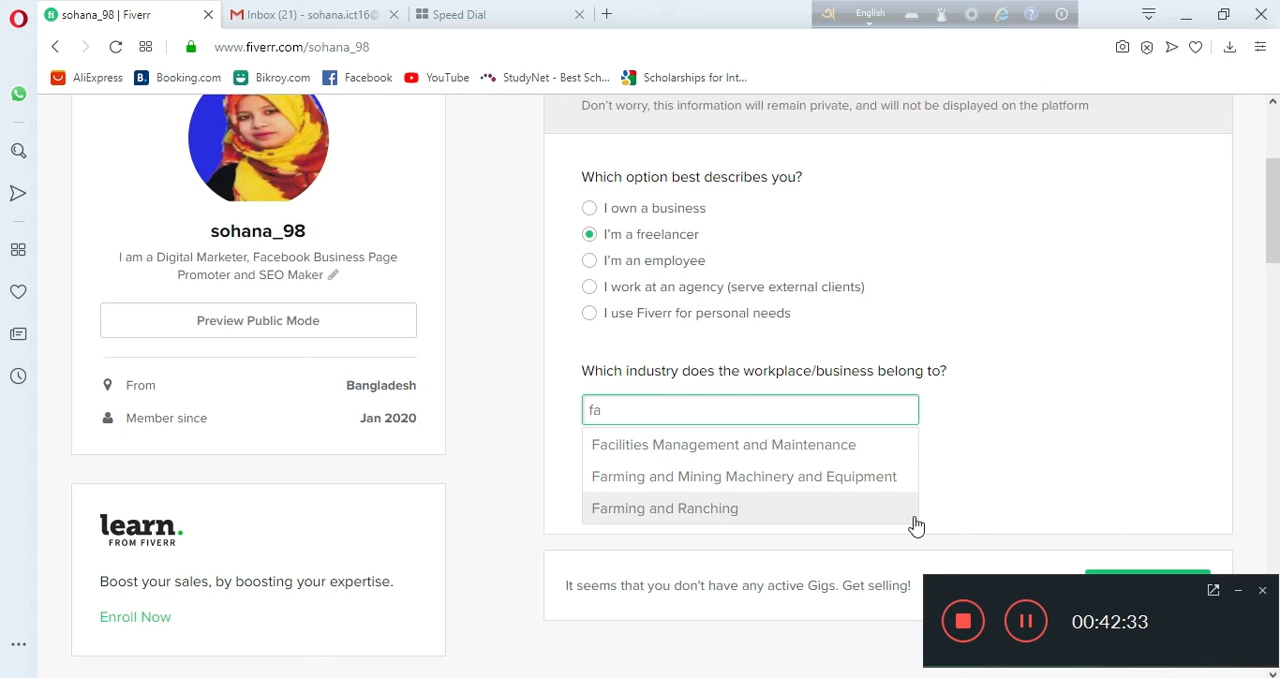 sohana_98 | Fiverr
Inbox (21) - sohana.ict16@
Speed Dial
English
www.fiverr.com/sohana_98
AliExpress
Booking.com
Bikroy.com
Facebook
YouTube
StudyNet - Best Sch...
Scholarships for Int...
Don't worry, this information will remain private, and will not be displayed on the platform
sohana_98
I am a Digital Marketer, Facebook Business Page
Promoter and SEO Maker
Preview Public Mode
From Bangladesh
Member since Jan 2020
learn.
FROM FIVERR
Boost your sales, by boosting your expertise.
Enroll Now
Which option best describes you?
I own a business
I'm a freelancer
I'm an employee
I work at an agency (serve external clients)
I use Fiverr for personal needs
Which industry does the workplace/business belong to?
fa
Facilities Management and Maintenance
Farming and Mining Machinery and Equipment
Farming and Ranching
It seems that you don't have any active Gigs. Get selling!
00:42:33